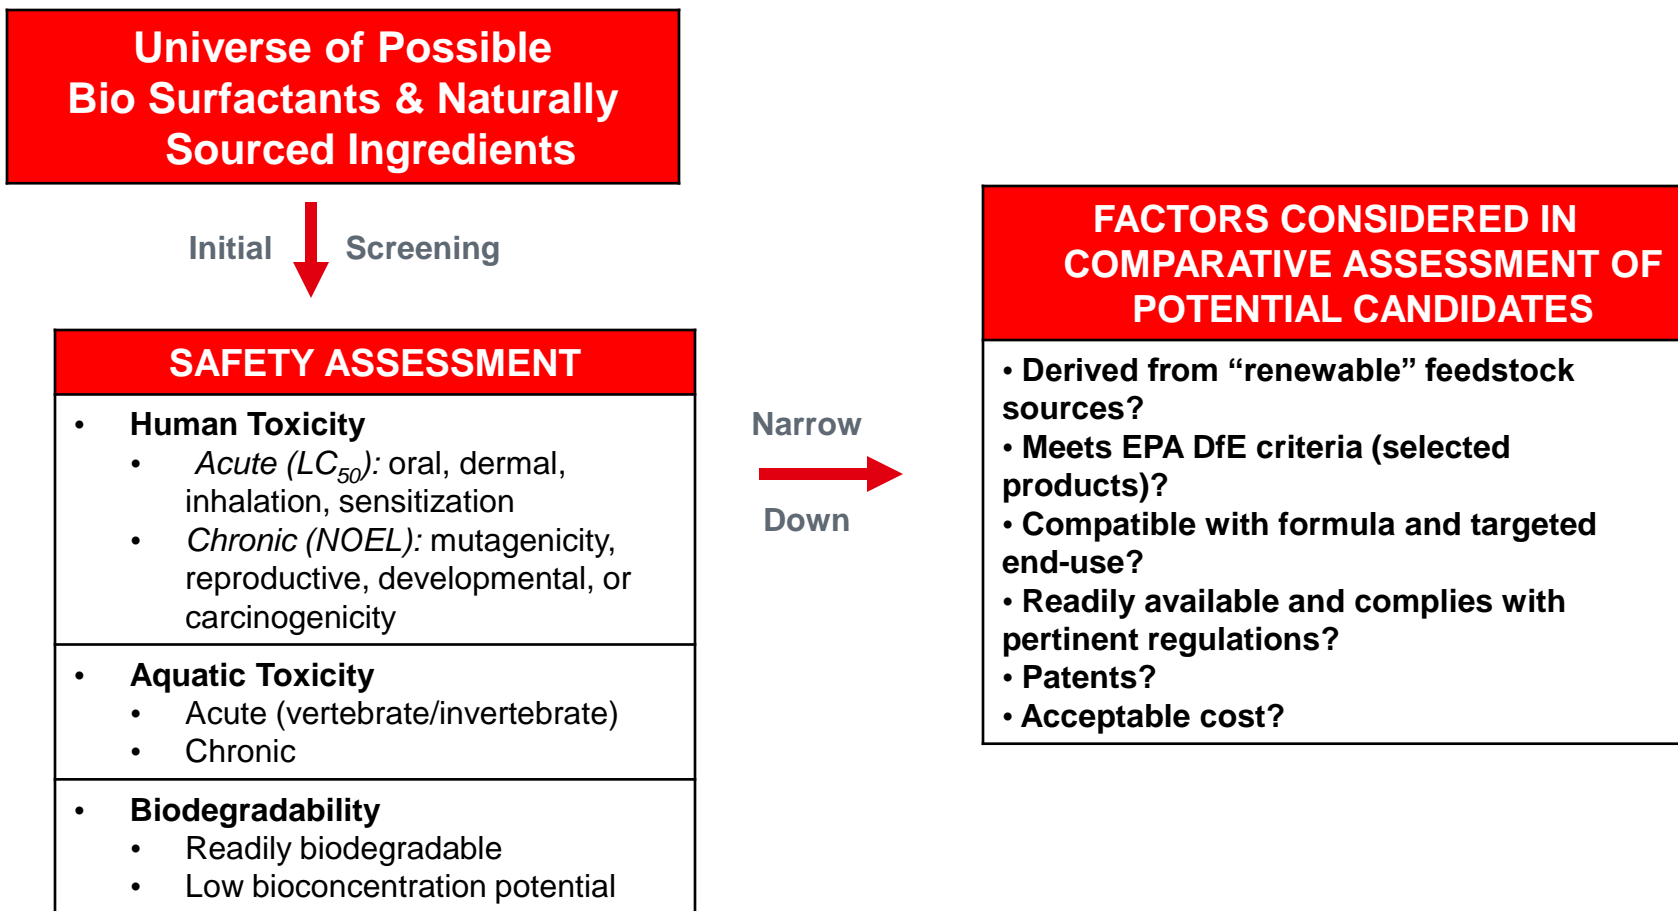 Universe of Possible
Bio Surfactants & Naturally
Sourced Ingredients
Initial Screening
SAFETY ASSESSMENT
• Human Toxicity
• Acute (LC50): oral, dermal,
inhalation, sensitization
• Chronic (NOEL): mutagenicity,
reproductive, developmental, or
carcinogenicity
• Aquatic Toxicity
• Acute (vertebrate/invertebrate)
• Chronic
• Biodegradability
• Readily biodegradable
• Low bioconcentration potential
Narrow
Down
FACTORS CONSIDERED IN
COMPARATIVE ASSESSMENT OF
POTENTIAL CANDIDATES
• Derived from “renewable” feedstock
sources?
• Meets EPA DfE criteria (selected
products)?
• Compatible with formula and targeted
end-use?
• Readily available and complies with
pertinent regulations?
• Patents?
• Acceptable cost?